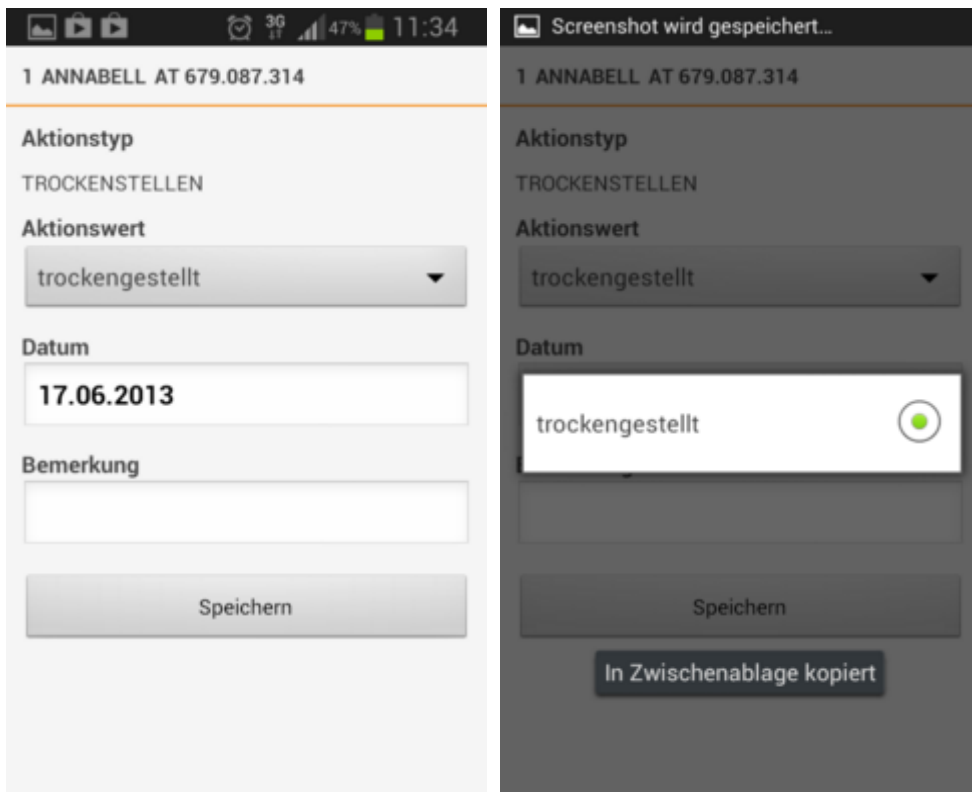 3G 47% 11:34
1 ANNABELL AT 679.087.314
Aktionstyp
TROCKENSTELLEN
Aktionswert
trockengestellt
Datum
17.06.2013
Bemerkung
Speichern
Screenshot wird gespeichert...
1 ANNABELL AT 679.087.314
Aktionstyp
TROCKENSTELLEN
Aktionswert
trockengestellt
Datum
trockengestellt
Speichern
In Zwischenablage kopiert